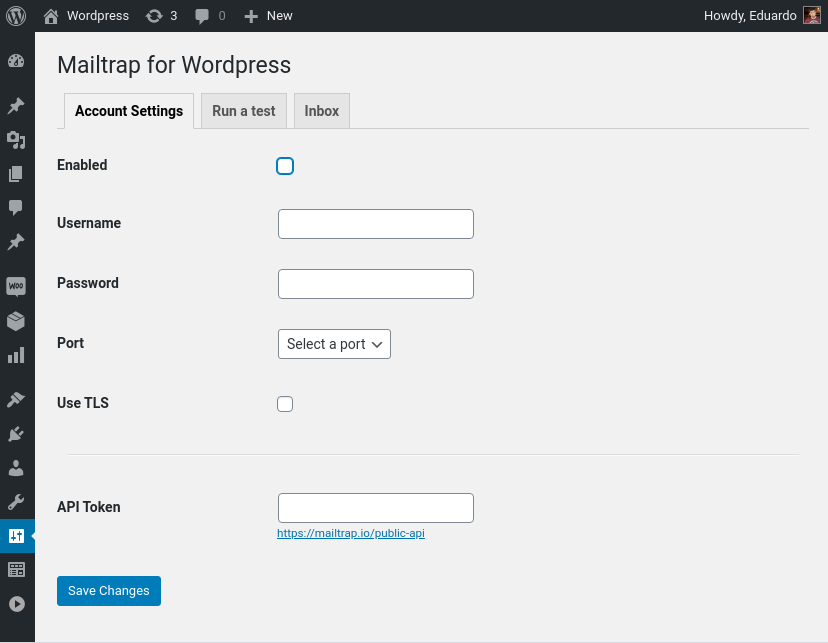 Wordpress 3 0 New Howdy, Eduardo
Mailtrap for Wordpress
Account Settings Run a test Inbox
Enabled
Username
Password
Port Select a port
Use TLS
WOO
API Token
https://mailtrap.io/public-api
Save Changes